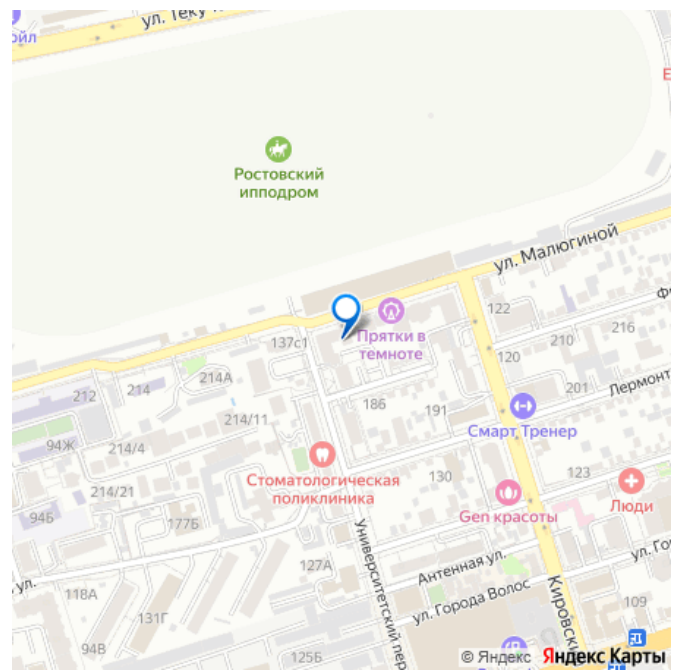 ул. Теку
ойл
Ростовский
ипподром
ул. Малюгиной
122
Прятки в
темноте
137с1
120
210
216
214А
212
214
201
Лермонт
186
191
Смарт Тренер
214/11
94Ж
214/4
Стоматологическая
поликлиника
130
123
214/21
Gen красоты
Люди
94Б
177Б
Университетский пер
127А
Антенная ул.
ул. Го
ул.
118А
ул. Города Волос
Кировски
109
131Г
94В
125Б
© Яндекс Яндекс Карты